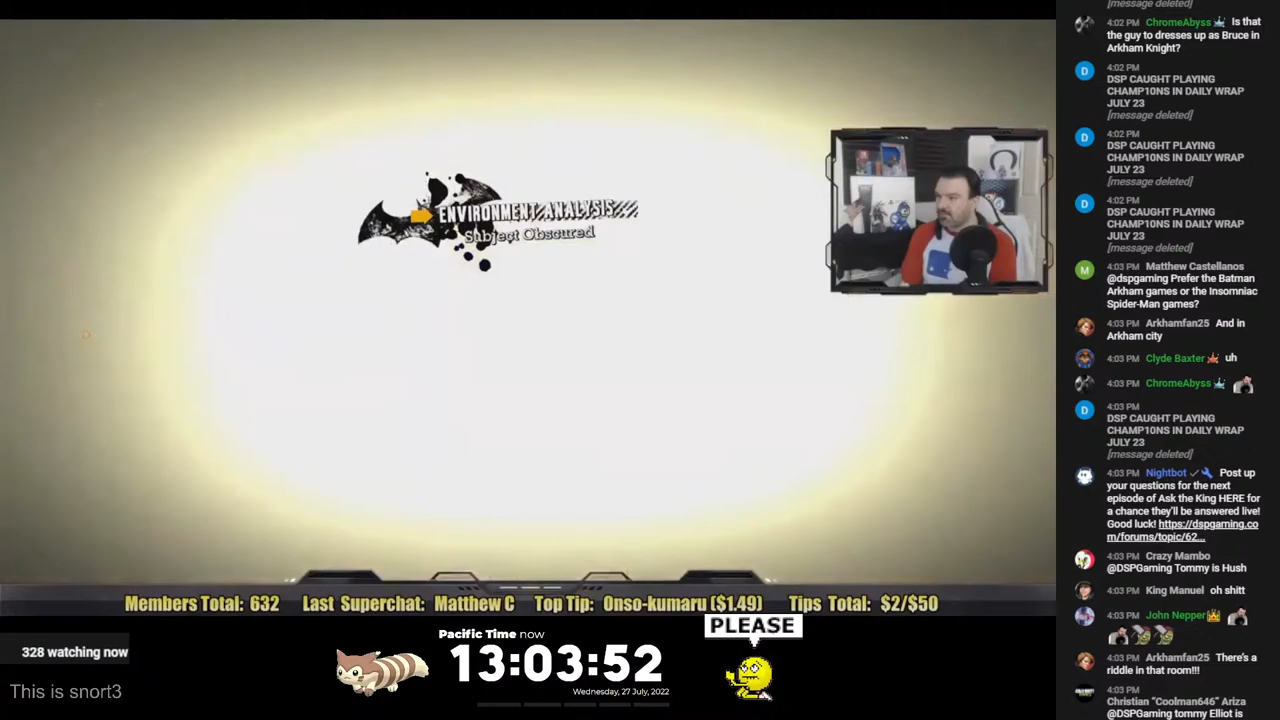 ENVIRONMENT ANALYSIS
Subject Obscured
Members Total: 632 Last Superchat: Matthew C Top Tip: Onso-kumaru ($1.49) Tips Total: $2/$50
328 watching now
This is snort3
Pacific Time now
13:03:52
Wednesday, 27 July, 2022
PLEASE
[message deleted]
4:02 PM ChromeAbyss Is that
the guy to dresses up as Bruce in
Arkham Knight?
D
4:02 PM
DSP CAUGHT PLAYING
CHAMP10NS IN DAILY WRAP
JULY 23
[message deleted]
D
4:02 PM
DSP CAUGHT PLAYING
CHAMP10NS IN DAILY WRAP
JULY 23
[message deleted]
D
4:02 PM
DSP CAUGHT PLAYING
CHAMP10NS IN DAILY WRAP
JULY 23
[message deleted]
M
4:03 PM Matthew Castellanos
@dspgaming Prefer the Batman
Arkham games or the Insomniac
Spider-Man games?
4:03 PM Arkhamfan25 And in
Arkham city
4:03 PM Clyde Baxter uh
4:03 PM ChromeAbyss
D
4:03 PM
DSP CAUGHT PLAYING
CHAMP10NS IN DAILY WRAP
JULY 23
[message deleted]
4:03 PM Nightbot Post up
your questions for the next
episode of Ask the King HERE for
a chance they'll be answered live!
Good luck! https://dspgaming.co
m/forums/topic/62...
4:03 PM Crazy Mambo
@DSPGaming Tommy is Hush
4:03 PM King Manuel oh shitt
4:03 PM John Nepper
4:03 PM Arkhamfan25 There's a
riddle in that room!!!
4:03 PM
Christian "Coolman646" Ariza
@DSPGaming tommy Elliot is